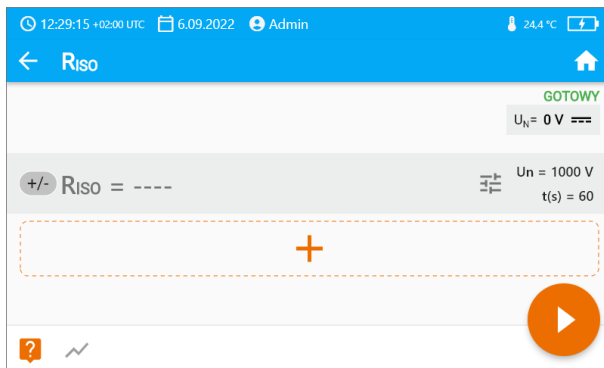 12:29:15 +02:00 UTC 6.09.2022 Admin 24,4 °C
RISO
GOTOWY
UN= 0 V
+/- RISO = ----
Un = 1000 V
t(s) = 60
+
?